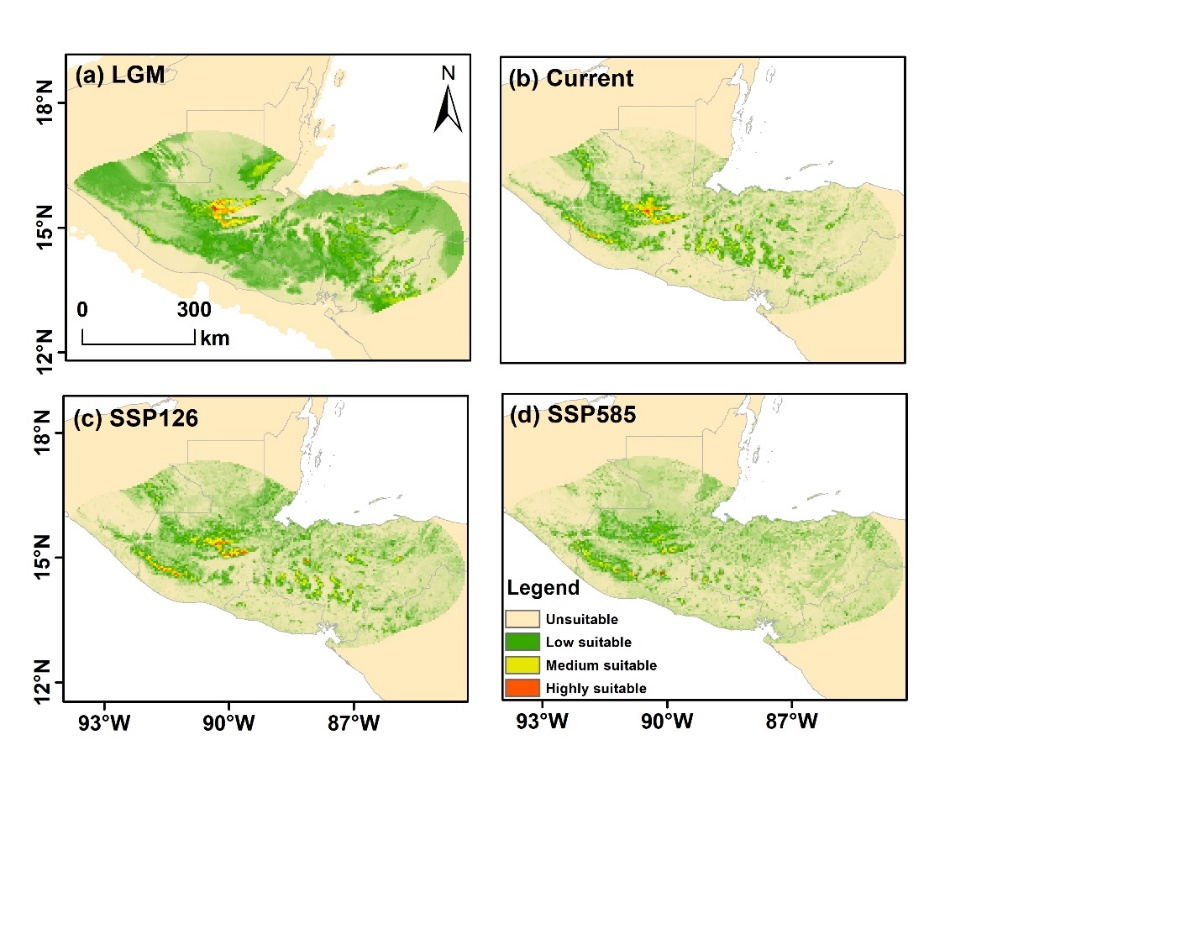 (a) LGM
N
18°N
15°N
12°N
0 300
km
(b) Current
(c) SSP126
18°N
15°N
12°N
93°W 90°W 87°W
(d) SSP585
Legend
Unsuitable
Low suitable
Medium suitable
Highly suitable
93°W 90°W 87°W